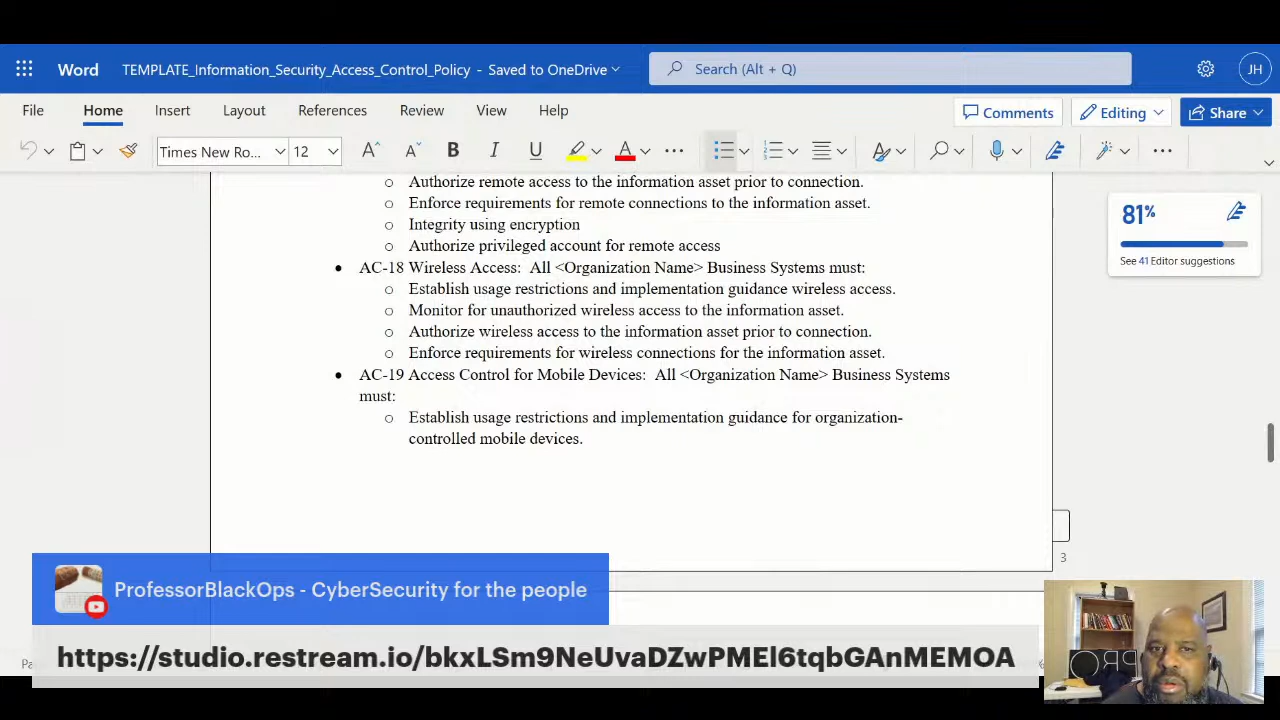 Word TEMPLATE_Information_Security_Access_Control_Policy - Saved to OneDrive Search (Alt + Q) JH
File Home Insert Layout References Review View Help Comments Editing Share
Times New Ro... 12 A A B I U A ...
Authorize remote access to the information asset prior to connection.
Enforce requirements for remote connections to the information asset.
Integrity using encryption
Authorize privileged account for remote access
AC-18 Wireless Access: All <Organization Name> Business Systems must:
Establish usage restrictions and implementation guidance wireless access.
Monitor for unauthorized wireless access to the information asset.
Authorize wireless access to the information asset prior to connection.
Enforce requirements for wireless connections for the information asset.
AC-19 Access Control for Mobile Devices: All <Organization Name> Business Systems
must:
Establish usage restrictions and implementation guidance for organization-
controlled mobile devices.
81%
See 41 Editor suggestions
3
ProfessorBlackOps - CyberSecurity for the people
https://studio.restream.io/bkxLSm9NeUvaDZwPMEl6tqbGAnMEMOA